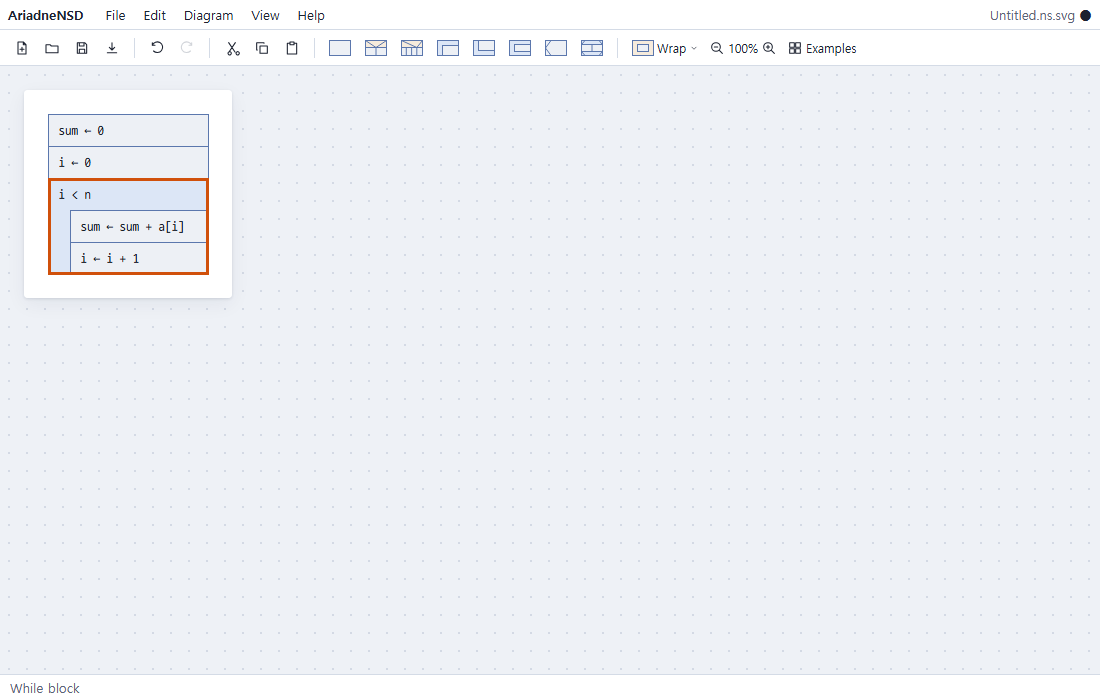 AriadneNSD File Edit Diagram View Help Untitled.ns.svg
Wrap 100% Examples
sum ← 0
i ← 0
i < n
sum ← sum + a[i]
i ← i + 1
While block